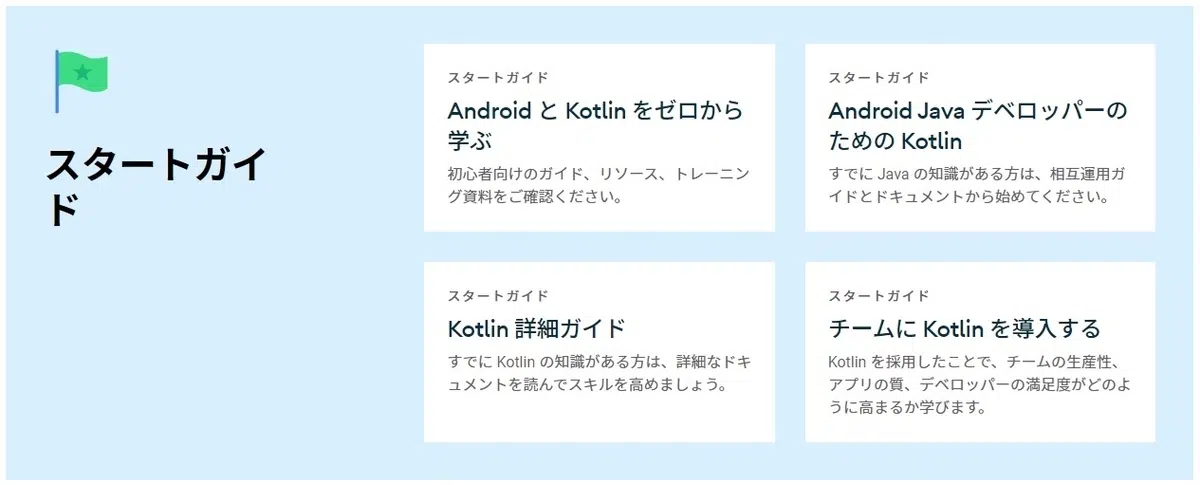 スタートガイ
ド
スタートガイド
Android と Kotlin をゼロから
学ぶ
初心者向けのガイド、リソース、トレーニン
グ資料をご確認ください。
スタートガイド
Android Java デベロッパーの
ための Kotlin
すでに Java の知識がある方は、相互運用ガ
イドとドキュメントから始めてください。
スタートガイド
Kotlin 詳細ガイド
すでに Kotlin の知識がある方は、詳細なドキ
ュメントを読んでスキルを高めましょう。
スタートガイド
チームに Kotlin を導入する
Kotlin を採用したことで、チームの生産性、
アプリの質、デベロッパーの満足度がどのよ
うに高まるか学びます。